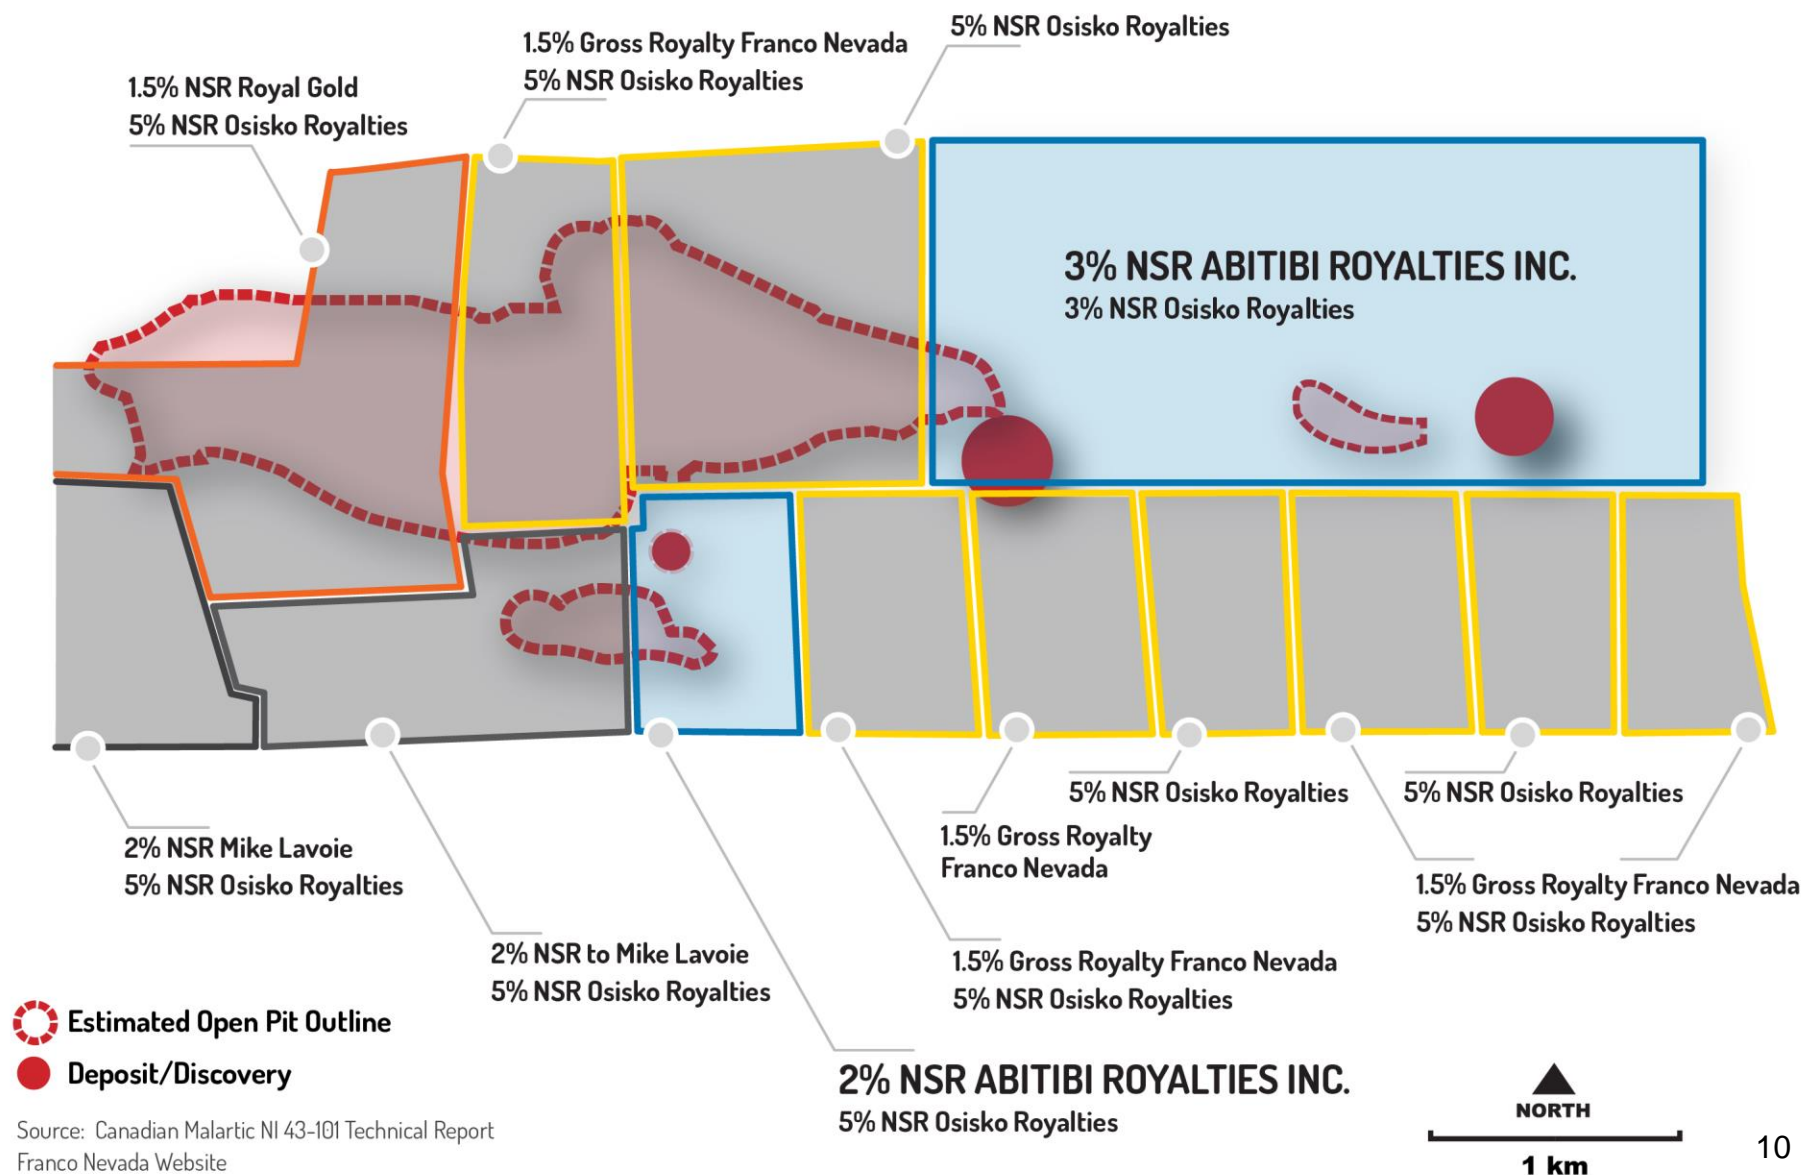 5% NSR Osisko Royalties
1.5% Gross Royalty Franco Nevada
5% NSR Osisko Royalties
1.5% NSR Royal Gold
5% NSR Osisko Royalties
3% NSR ABITIBI ROYALTIES INC.
3% NSR Osisko Royalties
5% NSR Osisko Royalties
5% NSR Osisko Royalties
1.5% Gross Royalty
Franco Nevada
2% NSR Mike Lavoie
5% NSR Osisko Royalties
1.5% Gross Royalty Franco Nevada
5% NSR Osisko Royalties
2% NSR to Mike Lavoie
5% NSR Osisko Royalties
1.5% Gross Royalty Franco Nevada
5% NSR Osisko Royalties
Estimated Open Pit Outline
Deposit/Discovery
2% NSR ABITIBI ROYALTIES INC.
5% NSR Osisko Royalties
Source: Canadian Malartic NI 43-101 Technical Report
Franco Nevada Website
NORTH
1 km
10